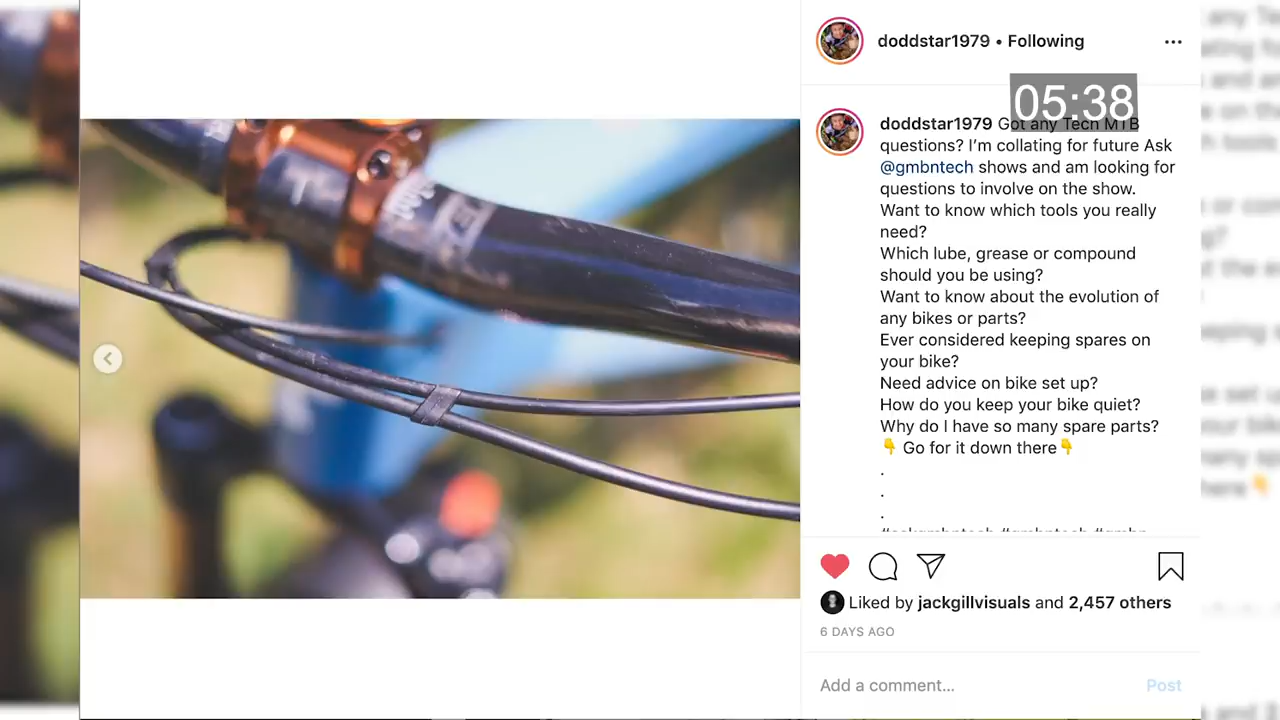 doddstar1979 • Following
05:38
doddstar1979 Got any Tech MTB
questions? I’m collating for future Ask
@gmbntech shows and am looking for
questions to involve on the show.
Want to know which tools you really
need?
Which lube, grease or compound
should you be using?
Want to know about the evolution of
any bikes or parts?
Ever considered keeping spares on
your bike?
Need advice on bike set up?
How do you keep your bike quiet?
Why do I have so many spare parts?
👇 Go for it down there👇
.
.
.
#askgmbntech #gmbntech #gmbn
Liked by jackgillvisuals and 2,457 others
6 DAYS AGO
Add a comment...
Post